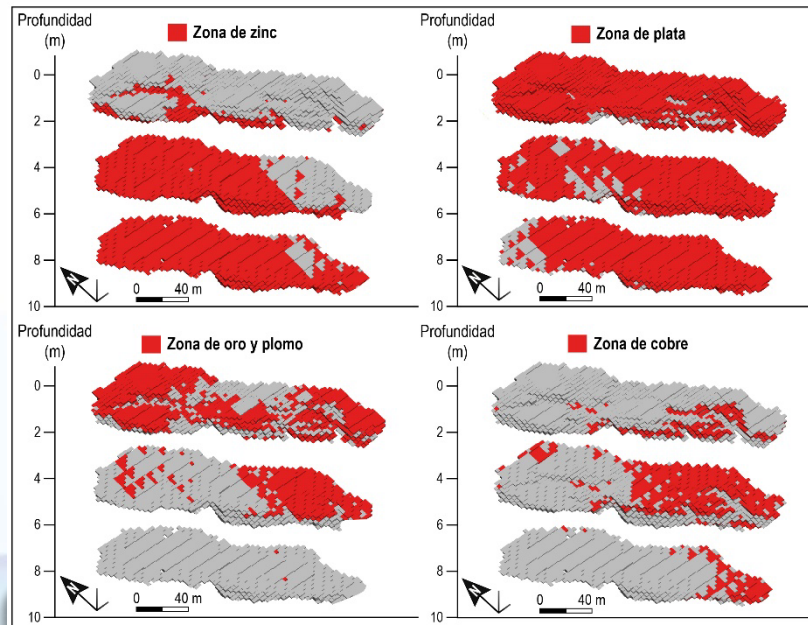 Profundidad
(m)
Zona de zinc
0
2
4
6
8
10
N
0 40 m
Zona de plata
0 40 m
N
Profundidad
(m)
0
2
4
6
8
10
Profundidad
(m)
Zona de oro y plomo
0
2
4
6
8
10
N
0 40 m
Profundidad
(m)
Zona de cobre
0
2
4
6
8
10
N
0 40 m